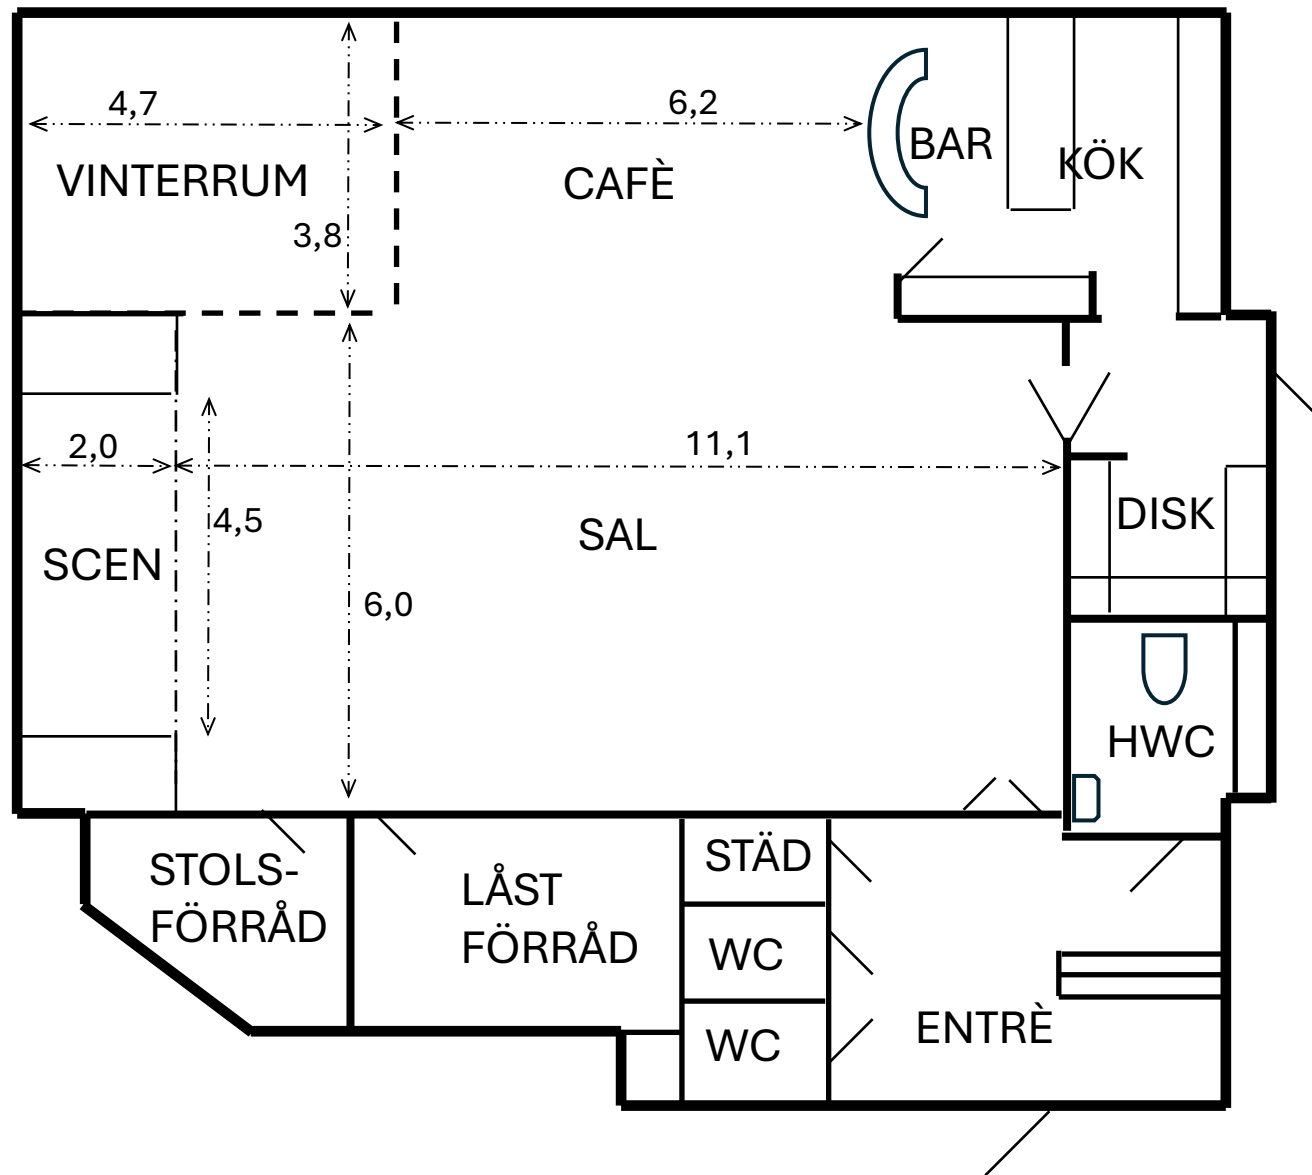 4,7
6,2
VINTERRUM
CAFÈ
BAR
KÖK
3,8
2,0
11,1
4,5
SCEN
SAL
DISK
6,0
HWC
STOLS-
FÖRRÅD
LÅST
FÖRRÅD
STÄD
WC
WC
ENTRÈ